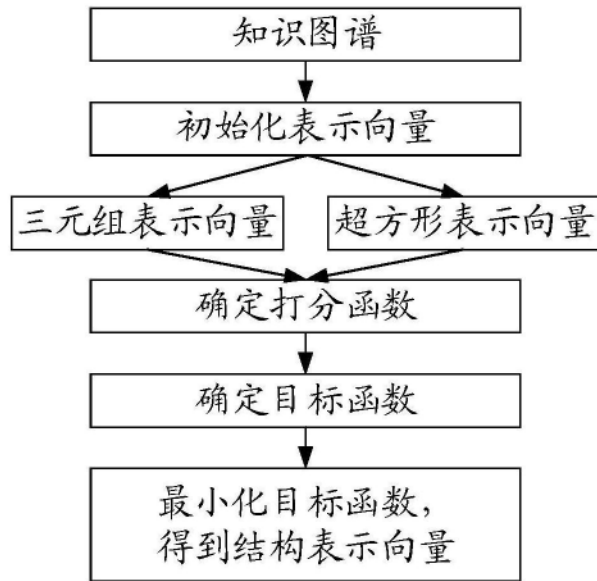 知识图谱
初始化表示向量
三元组表示向量
超方形表示向量
确定打分函数
确定目标函数
最小化目标函数，
得到结构表示向量